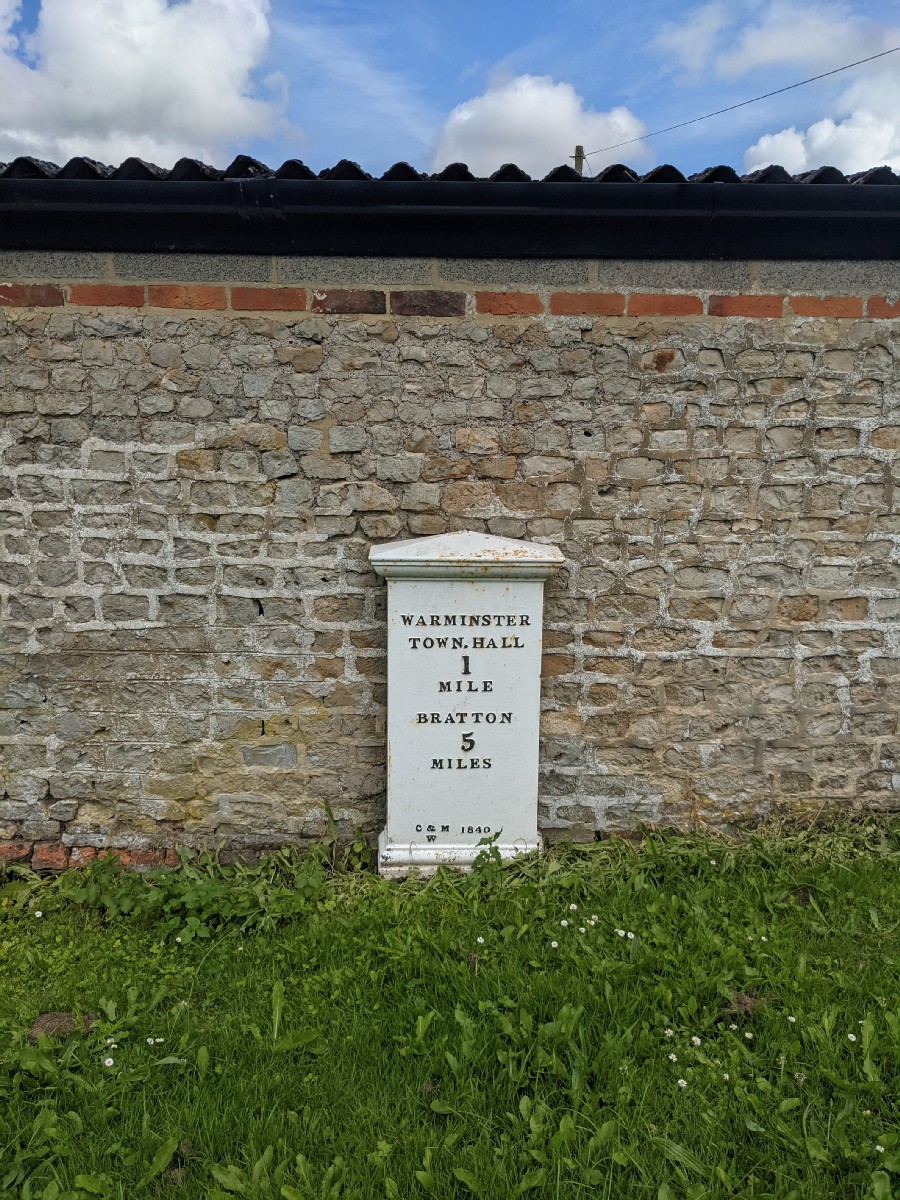 WARMINSTER
TOWN. HALL
1
MILE
BRATTON
5
MILES
C & M 1840
W